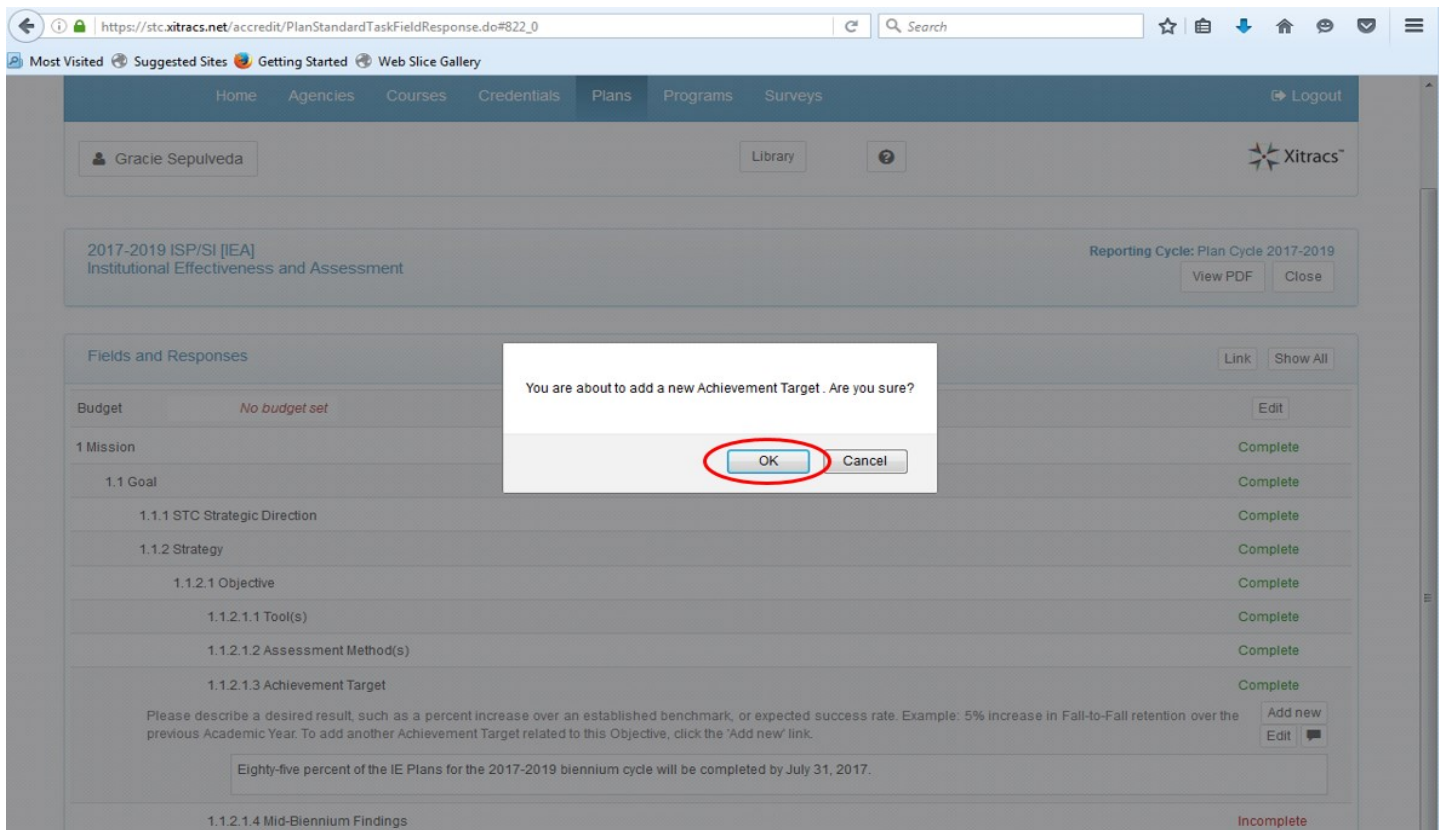 https://stc.xitracs.net/accredit/PlanStandardTaskFieldResponse.do#822_0
Search
Most Visited Suggested Sites Getting Started Web Slice Gallery
Home Agencies Courses Credentials Plans Programs Surveys Logout
Gracie Sepulveda Library Xitracs™
2017-2019 ISP/SI [IEA] Reporting Cycle: Plan Cycle 2017-2019
Institutional Effectiveness and Assessment
View PDF Close
Fields and Responses Link Show All
You are about to add a new Achievement Target . Are you sure?
OK Cancel
Budget No budget set Edit
1 Mission Complete
1.1 Goal Complete
1.1.1 STC Strategic Direction Complete
1.1.2 Strategy Complete
1.1.2.1 Objective Complete
1.1.2.1.1 Tool(s) Complete
1.1.2.1.2 Assessment Method(s) Complete
1.1.2.1.3 Achievement Target Complete
Please describe a desired result, such as a percent increase over an established benchmark, or expected success rate. Example: 5% increase in Fall-to-Fall retention over the Add new
previous Academic Year. To add another Achievement Target related to this Objective, click the 'Add new' link. Edit
Eighty-five percent of the IE Plans for the 2017-2019 biennium cycle will be completed by July 31, 2017.
1.1.2.1.4 Mid-Biennium Findings Incomplete